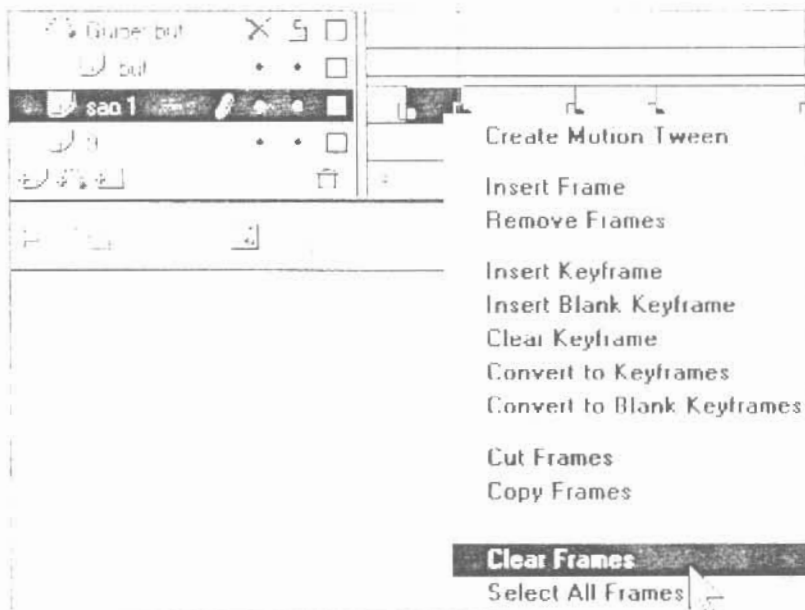 Guide: but
but
sao 1
9
Create Motion Tween
Insert Frame
Remove Frames
Insert Keyframe
Insert Blank Keyframe
Clear Keyframe
Convert to Keyframes
Convert to Blank Keyframes
Cut Frames
Copy Frames
Clear Frames
Select All Frames